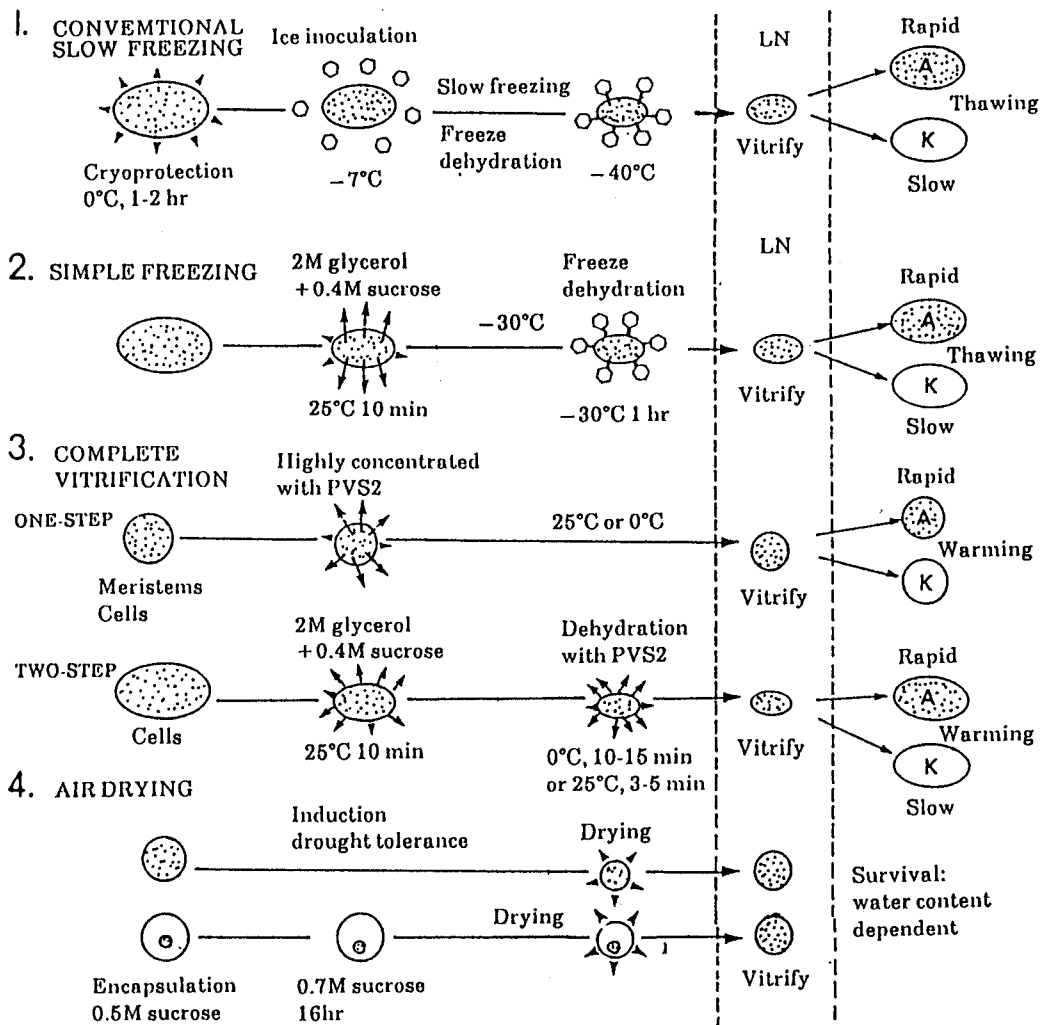 1. CONVEMTIONAL
SLOW FREEZING
Ice inoculation
Slow freezing
Freeze
dehydration
Cryoprotection
0°C, 1-2 hr
−7°C
−40°C
LN
Vitrify
Rapid
A
Thawing
K
Slow
2. SIMPLE FREEZING
2M glycerol
+0.4M sucrose
25°C 10 min
−30°C
Freeze
dehydration
−30°C 1 hr
LN
Vitrify
Rapid
A
Thawing
K
Slow
3. COMPLETE
VITRIFICATION
ONE-STEP
Meristems
Cells
Highly concentrated
with PVS2
25°C or 0°C
Vitrify
Rapid
A
Warming
K
TWO-STEP
Cells
2M glycerol
+0.4M sucrose
25°C 10 min
Dehydration
with PVS2
0°C, 10-15 min
or 25°C, 3-5 min
Vitrify
Rapid
A
Warming
K
Slow
4. AIR DRYING
Induction
drought tolerance
Drying
Drying
Encapsulation
0.5M sucrose
0.7M sucrose
16hr
Vitrify
Survival:
water content
dependent